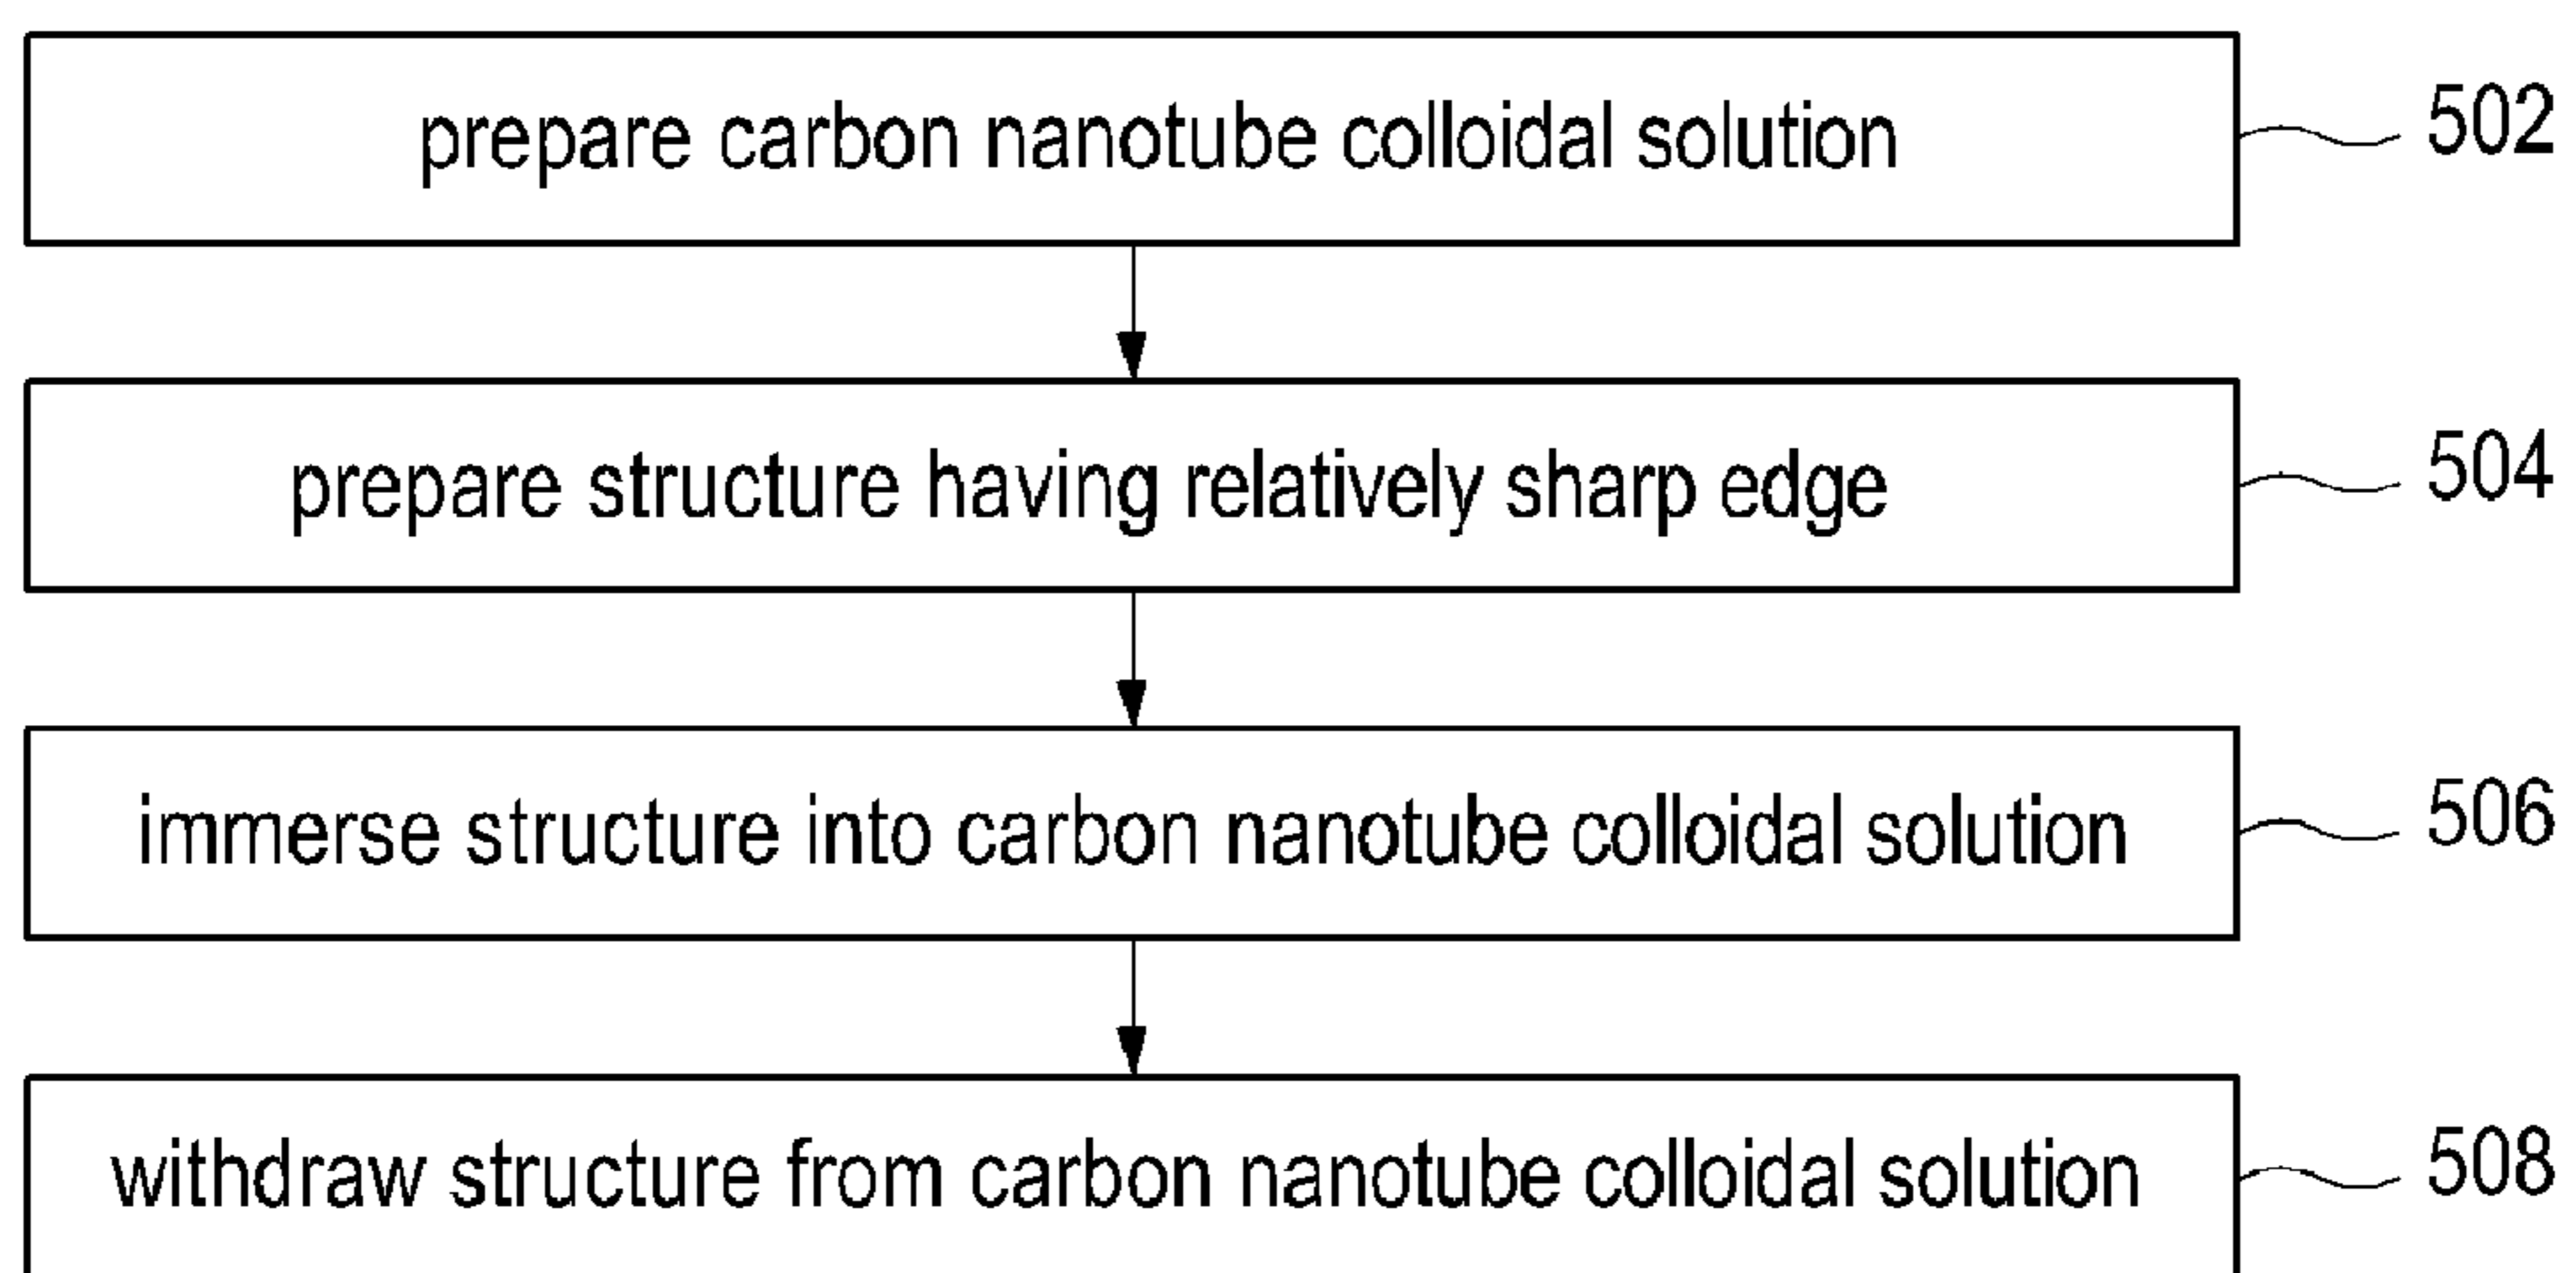 prepare carbon nanotube colloidal solution 502
prepare structure having relatively sharp edge 504
immerse structure into carbon nanotube colloidal solution 506
withdraw structure from carbon nanotube colloidal solution 508